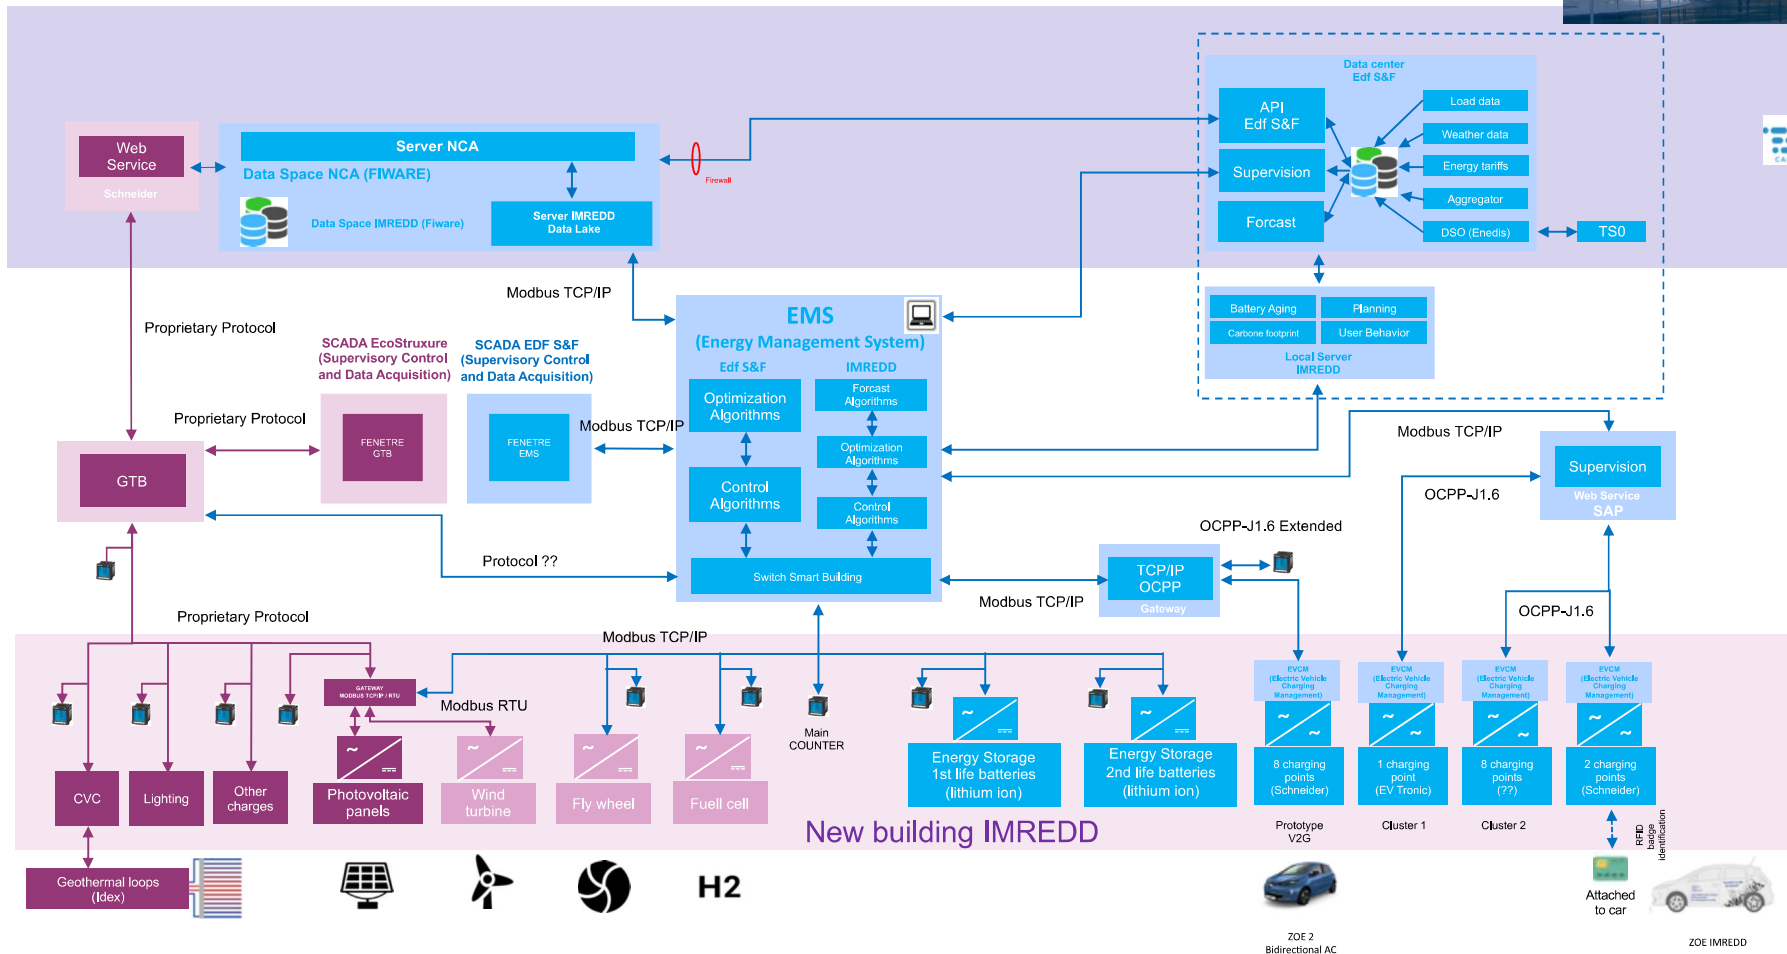 Data center
Edf S&F
API
Edf S&F
Supervision
Forcast
Load data
Weather data
Energy tariffs
Aggregator
DSO (Enedis)
TS0
Web
Service
Schneider
Server NCA
Data Space NCA (FIWARE)
Data Space IMREDD (Fiware)
Server IMREDD
Data Lake
Firewall
Battery Aging
Planning
Carbone footprint
User Behavior
Local Server
IMREDD
Modbus TCP/IP
Proprietary Protocol
EMS
(Energy Management System)
Edf S&F
IMREDD
Optimization
Algorithms
Control
Algorithms
Forcast
Algorithms
Optimization
Algorithms
Control
Algorithms
Switch Smart Building
SCADA EcoStruxure
(Supervisory Control
and Data Acquisition)
SCADA EDF S&F
(Supervisory Control
and Data Acquisition)
Proprietary Protocol
FENETRE
GTB
FENETRE
EMS
Modbus TCP/IP
GTB
Protocol ??
Modbus TCP/IP
Supervision
Web Service
SAP
OCPP-J1.6
OCPP-J1.6 Extended
TCP/IP
OCPP
Gateway
Modbus TCP/IP
OCPP-J1.6
Proprietary Protocol
Modbus TCP/IP
GATEWAY
MODBUS TCP/IP / RTU
Modbus RTU
Main
COUNTER
CVC
Lighting
Other
charges
Photovoltaic
panels
Wind
turbine
Fly wheel
Fuell cell
Energy Storage
1st life batteries
(lithium ion)
Energy Storage
2nd life batteries
(lithium ion)
EVCM
(Electric Vehicle
Charging
Management)
EVCM
(Electric Vehicle
Charging
Management)
EVCM
(Electric Vehicle
Charging
Management)
EVCM
(Electric Vehicle
Charging
Management)
8 charging
points
(Schneider)
1 charging
point
(EV Tronic)
8 charging
points
(??)
2 charging
points
(Schneider)
New building IMREDD
Prototype
V2G
Cluster 1
Cluster 2
RFID
badge
identification
Geothermal loops
(Idex)
H2
Attached
to car
ZOE 2
Bidirectional AC
ZOE IMREDD